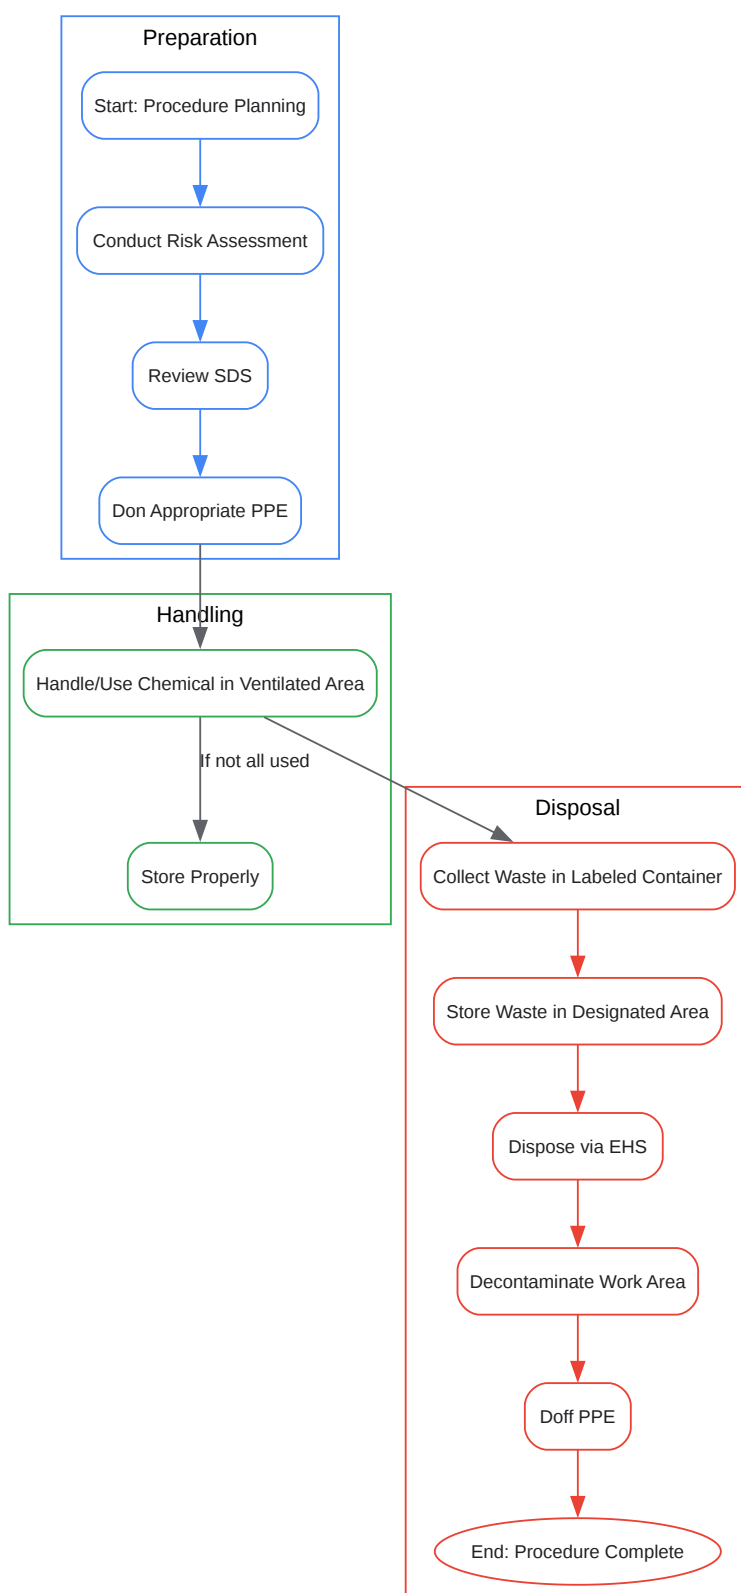 Preparation
Start: Procedure Planning
Conduct Risk Assessment
Review SDS
Don Appropriate PPE
Handling
Handle/Use Chemical in Ventilated Area
If not all used
Store Properly
Disposal
Collect Waste in Labeled Container
Store Waste in Designated Area
Dispose via EHS
Decontaminate Work Area
Doff PPE
End: Procedure Complete